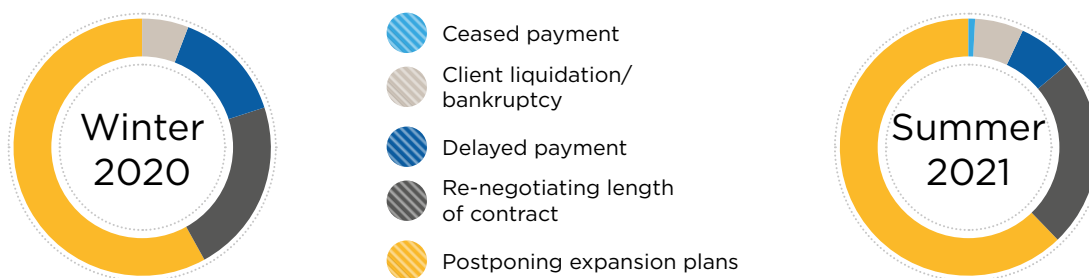 Winter
2020
Ceased payment
Client liquidation/
bankruptcy
Delayed payment
Re-negotiating length
of contract
Postponing expansion plans
Summer
2021